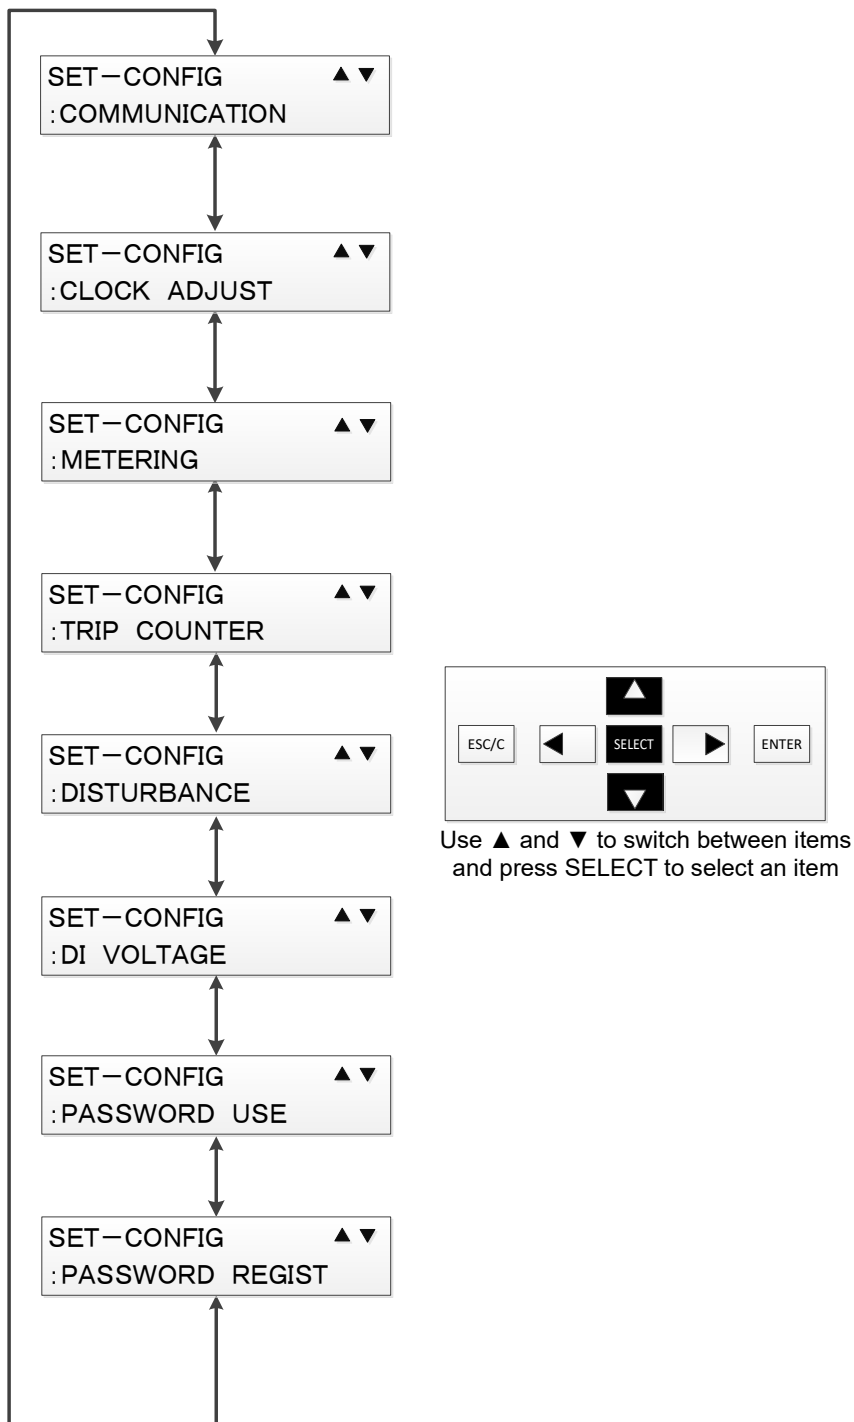 SET－CONFIG ▲ ▼
:COMMUNICATION
SET－CONFIG ▲ ▼
:CLOCK ADJUST
SET－CONFIG ▲ ▼
:METERING
SET－CONFIG ▲ ▼
:TRIP COUNTER
SET－CONFIG ▲ ▼
:DISTURBANCE
SET－CONFIG ▲ ▼
:DI VOLTAGE
SET－CONFIG ▲ ▼
:PASSWORD USE
SET－CONFIG ▲ ▼
:PASSWORD REGIST
ESC/C
SELECT
ENTER
Use ▲ and ▼ to switch between items
and press SELECT to select an item